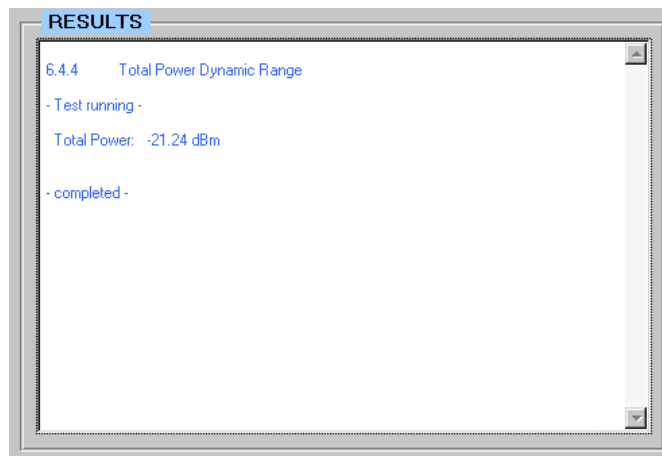 RESULTS
6.4.4 Total Power Dynamic Range
- Test running -
Total Power: -21.24 dBm
- completed -